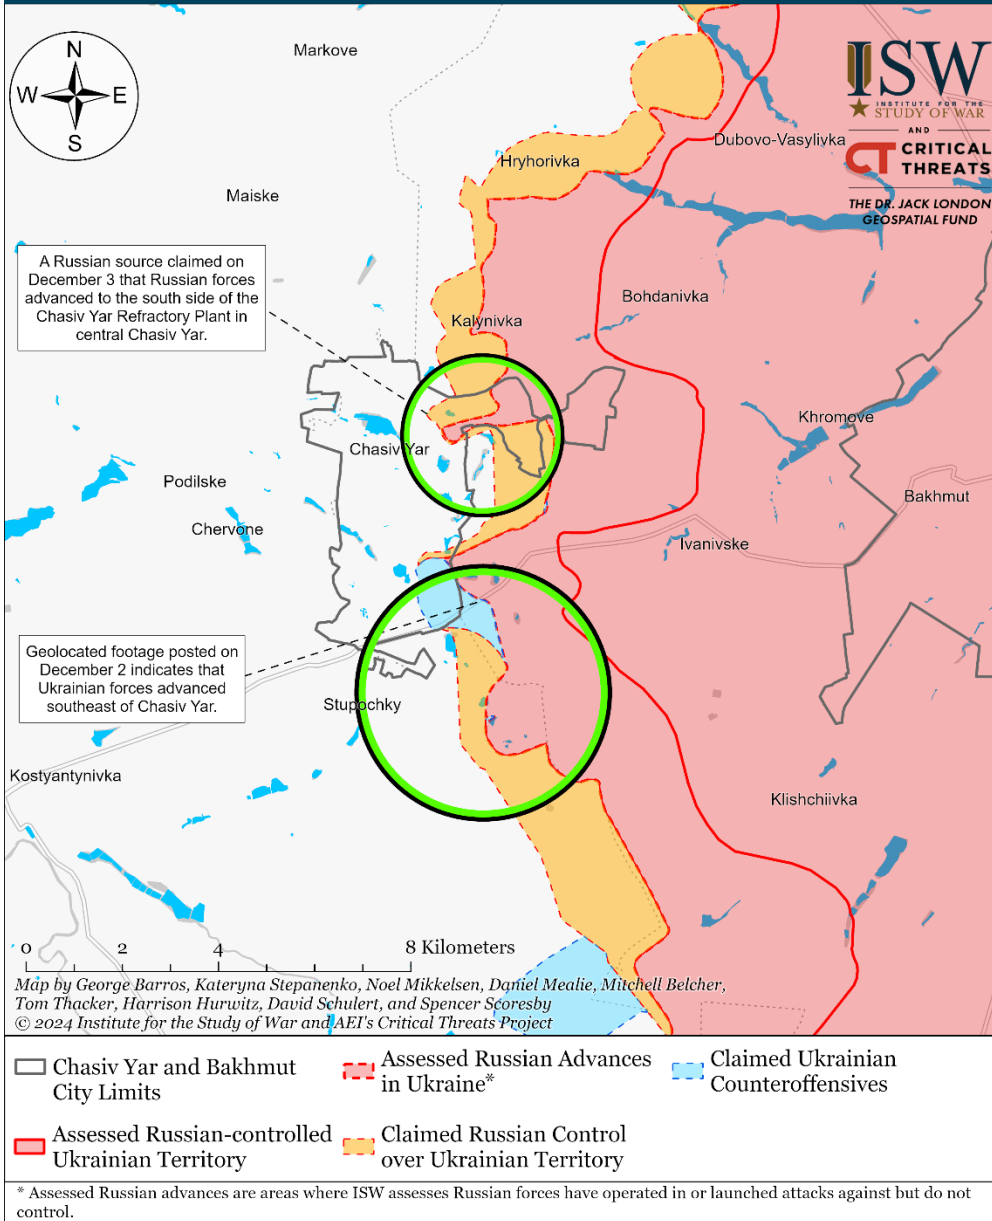 N
W E
S
ISW
INSTITUTE FOR THE
STUDY OF WAR
AND
CT CRITICAL
THREATS
THE DR. JACK LONDON
GEOSPATIAL FUND
Markove
Dubovo-Vasylivka
Hryhorivka
Maiske
A Russian source claimed on
December 3 that Russian forces
advanced to the south side of the
Chasiv Yar Refractory Plant in
central Chasiv Yar.
Bohdanivka
Kalynivka
Khromove
Chasiv Yar
Podilske
Bakhmut
Chervone
Ivanivske
Geolocated footage posted on
December 2 indicates that
Ukrainian forces advanced
southeast of Chasiv Yar.
Stupochky
Kostyantynivka
Klishchiivka
0 2 4 8 Kilometers
Map by George Barros, Kateryna Stepanenko, Noel Mikkelsen, Daniel Mealie, Mitchell Belcher,
Tom Thacker, Harrison Hurwitz, David Schulert, and Spencer Scoresby
© 2024 Institute for the Study of War and AEI's Critical Threats Project
Chasiv Yar and Bakhmut
City Limits
Assessed Russian Advances
in Ukraine*
Claimed Ukrainian
Counteroffensives
Assessed Russian-controlled
Ukrainian Territory
Claimed Russian Control
over Ukrainian Territory
* Assessed Russian advances are areas where ISW assesses Russian forces have operated in or launched attacks against but do not
control.